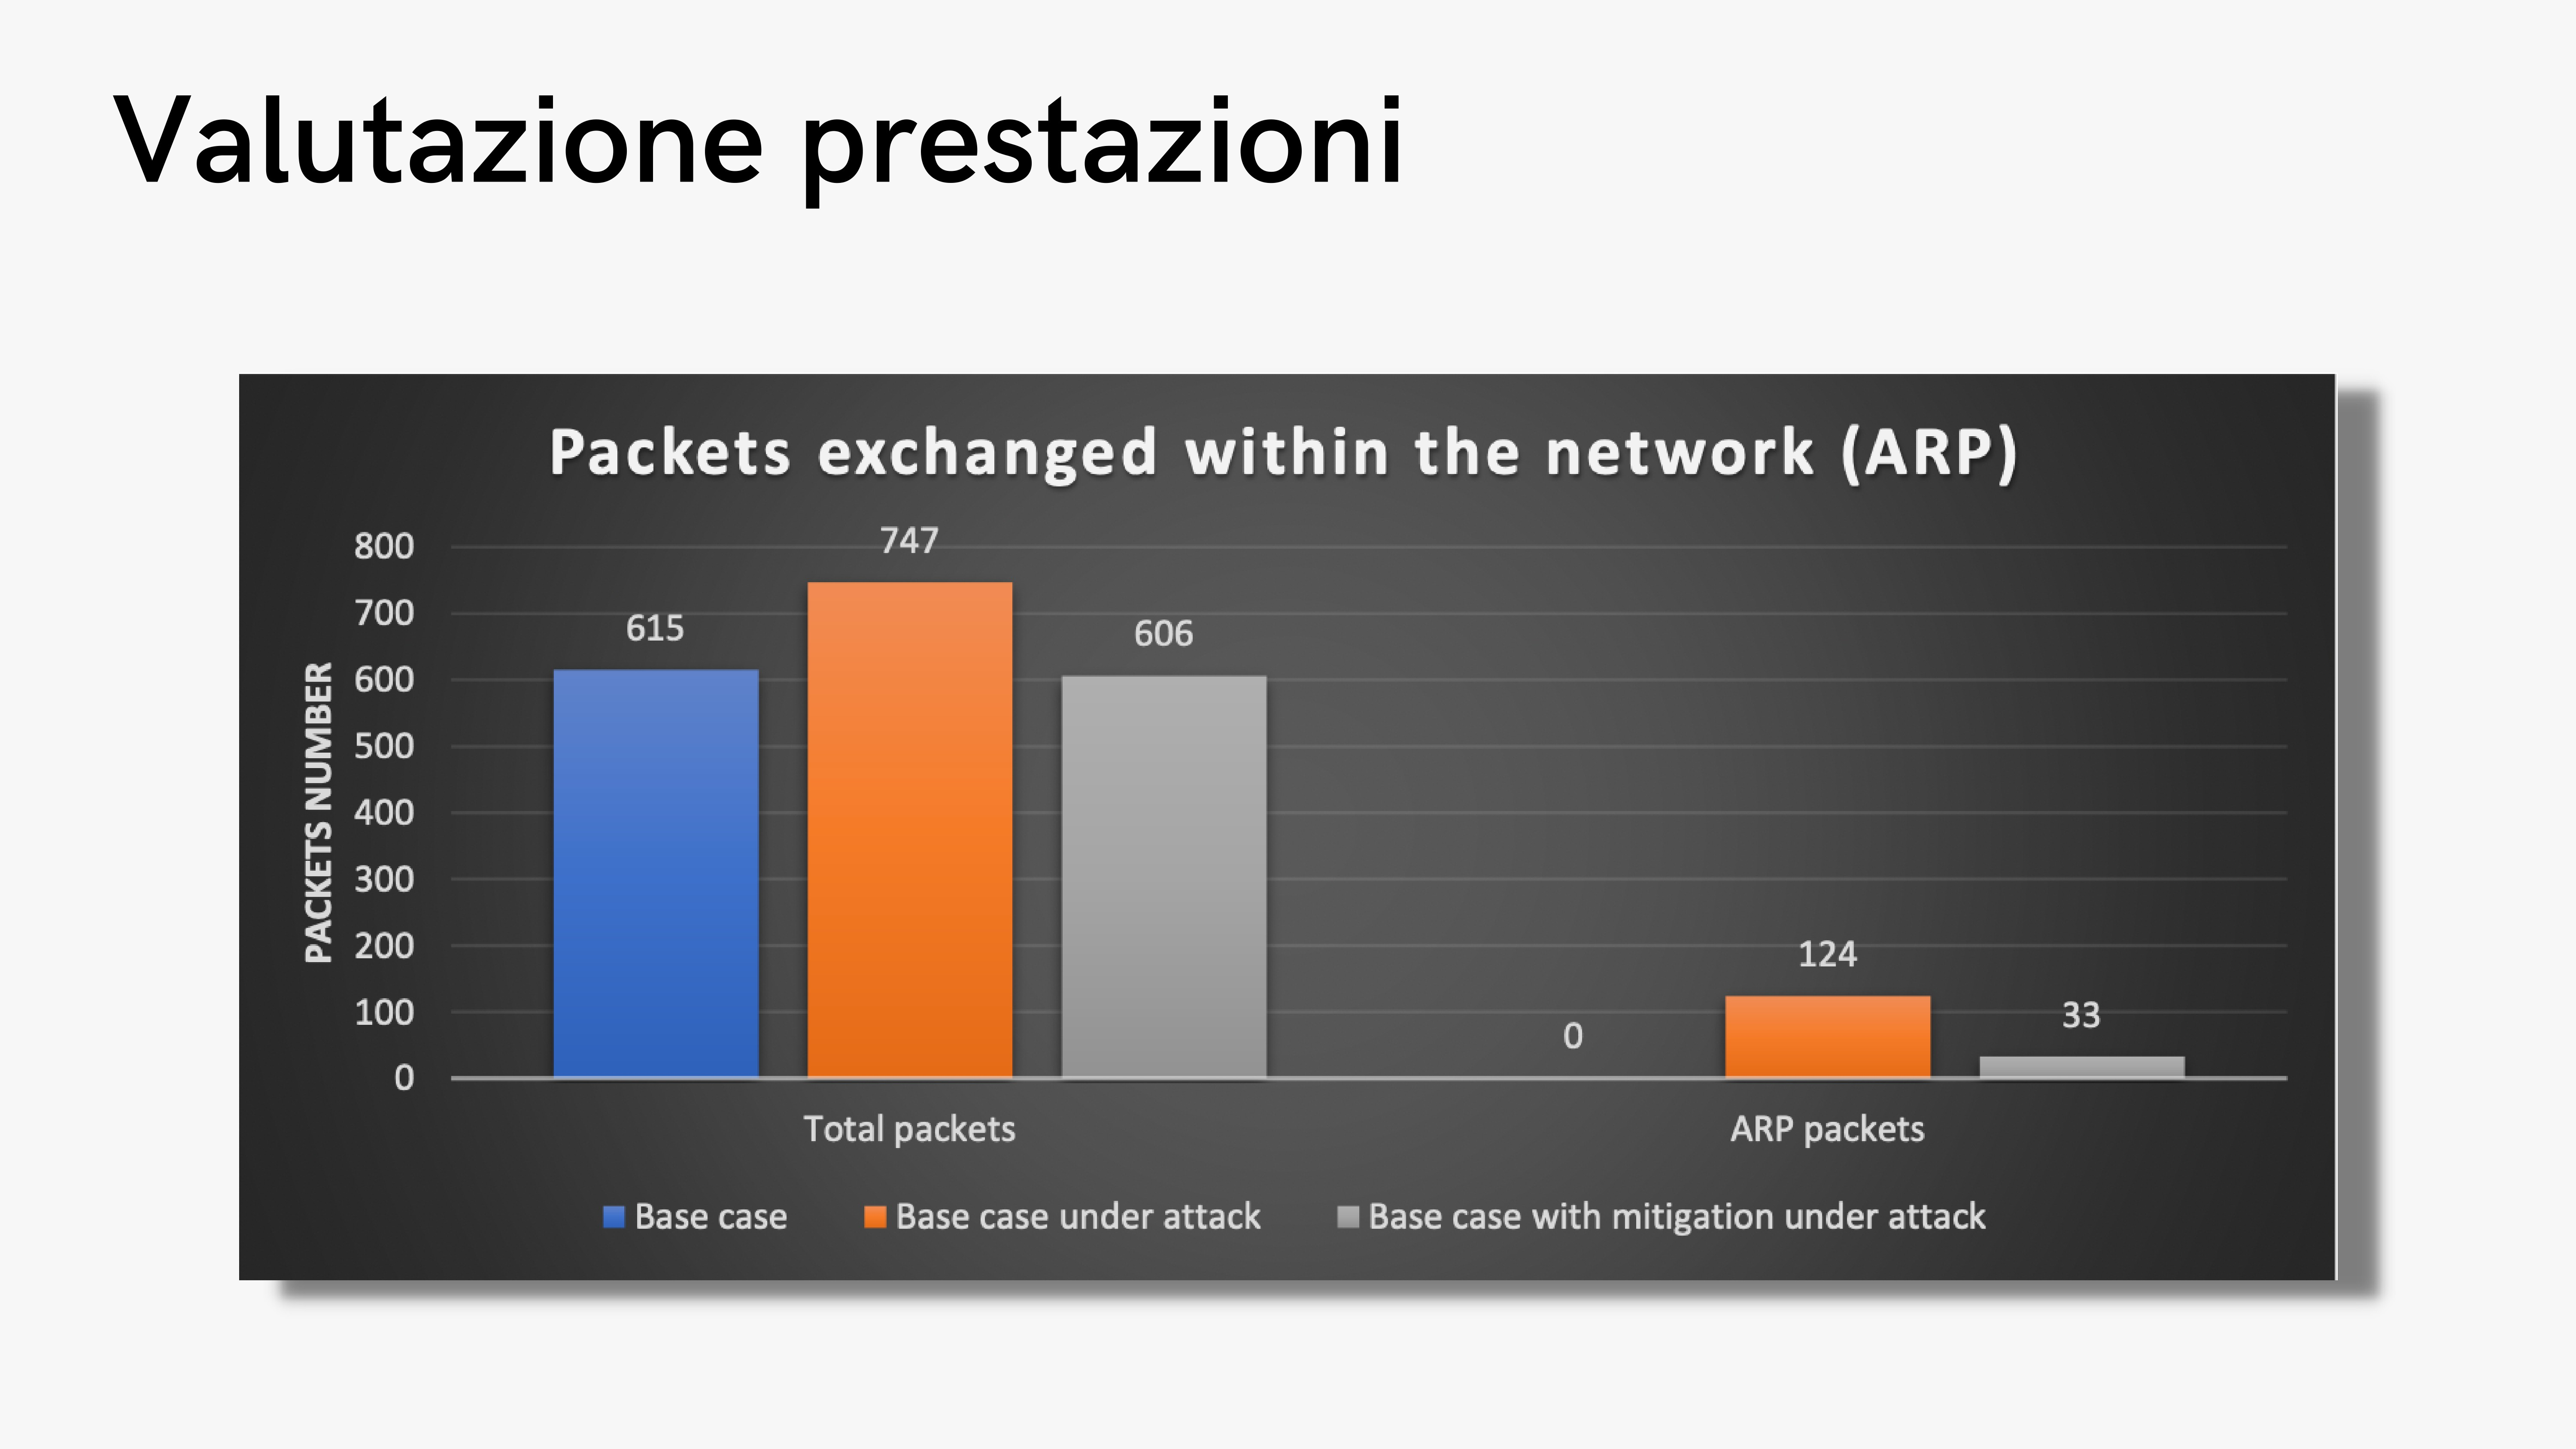 Valutazione prestazioni
Packets exchanged within the network (ARP)
PACKETS NUMBER
800
700
600
500
400
300
200
100
0
615
747
606
0
124
33
Total packets
ARP packets
Base case
Base case under attack
Base case with mitigation under attack